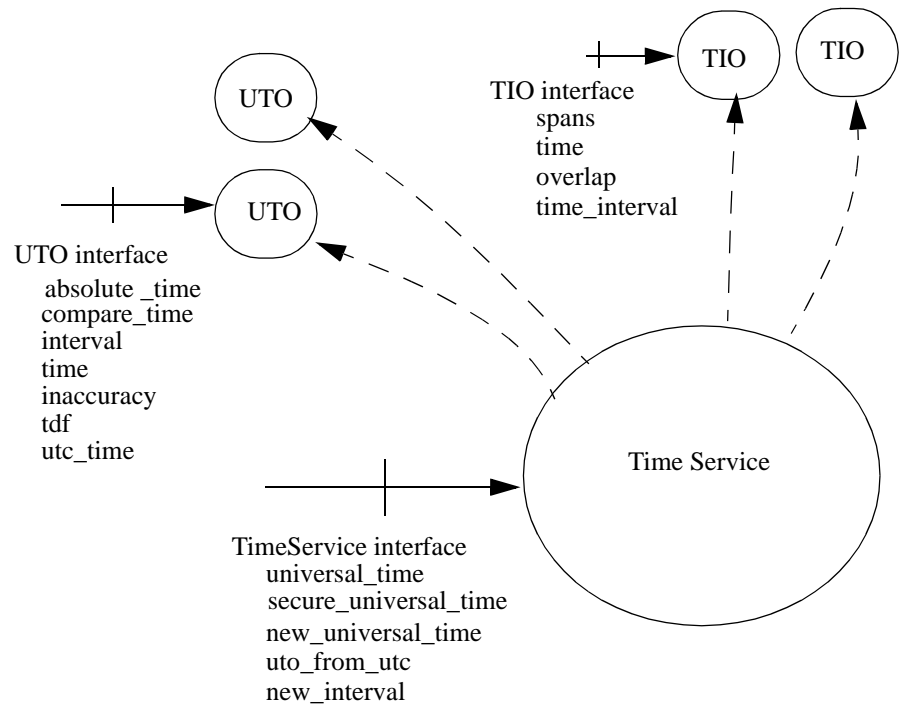 TIO
TIO
UTO
TIO interface
spans
time
overlap
time_interval
UTO
UTO interface
absolute _time
compare_time
interval
time
inaccuracy
tdf
utc_time
Time Service
TimeService interface
universal_time
secure_universal_time
new_universal_time
uto_from_utc
new_interval